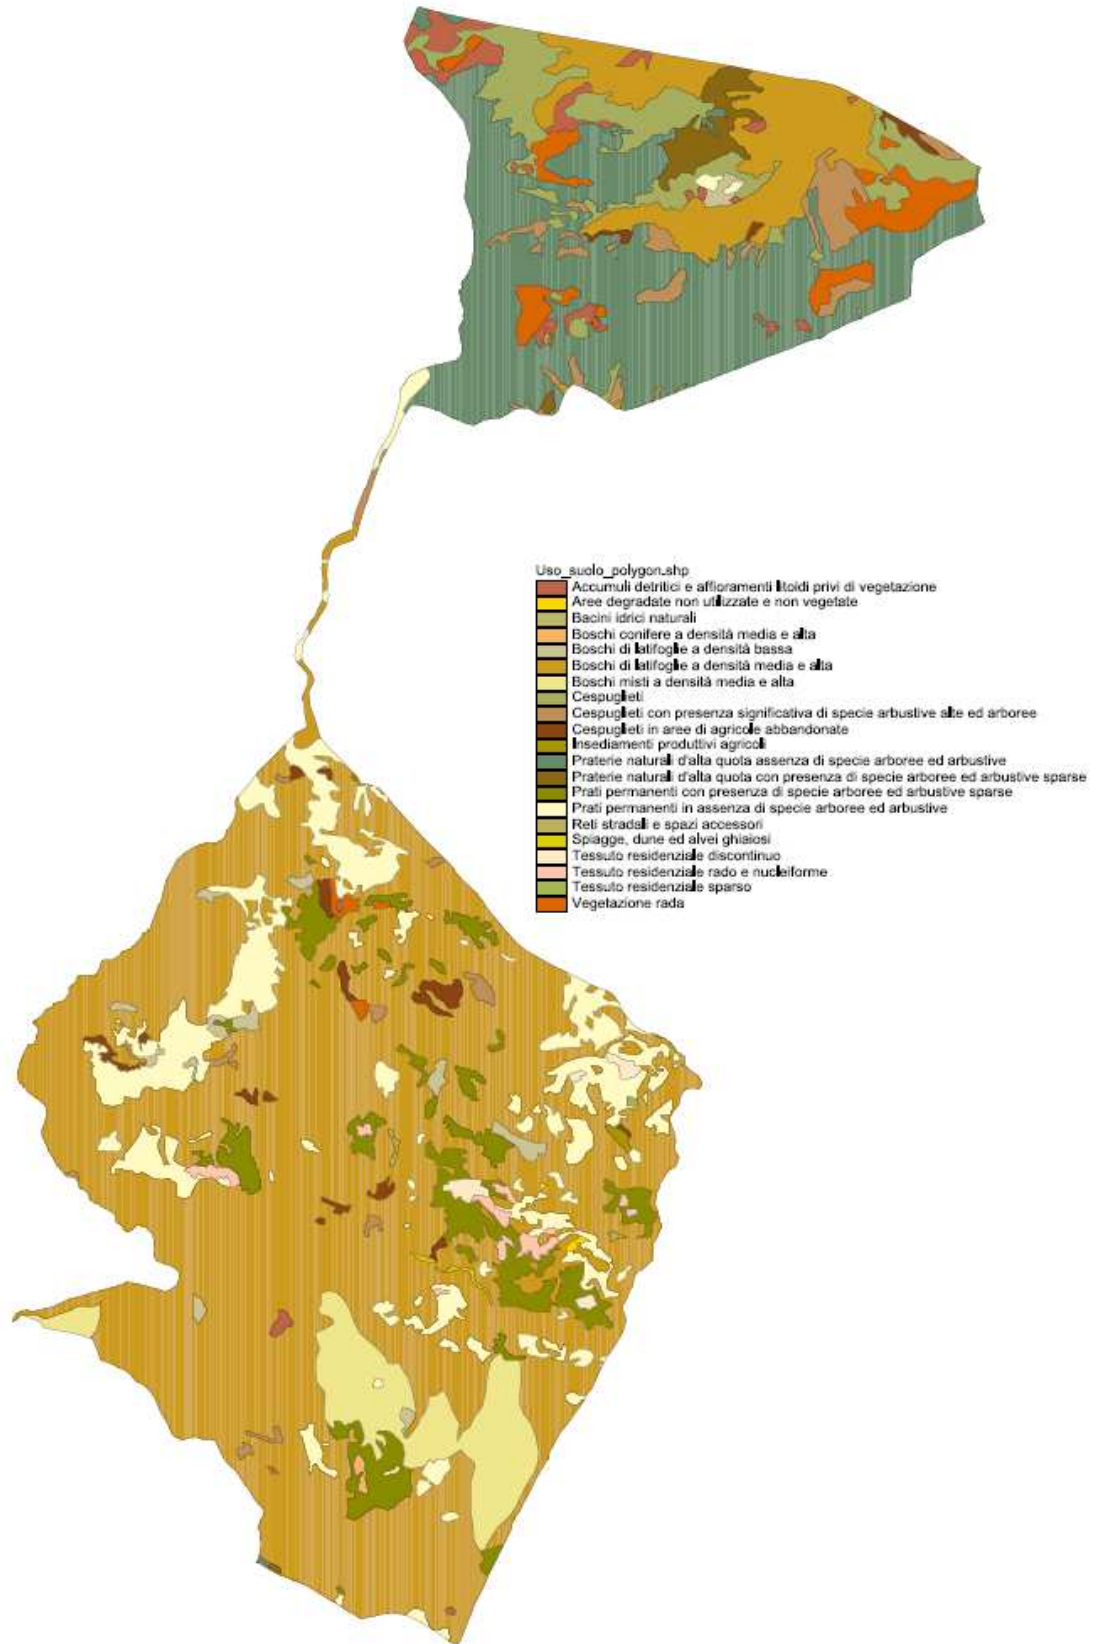 Uso_suolo_polygon.shp
Accumuli detritici e affioramenti litoidi privi di vegetazione
Aree degradate non utilizzate e non vegetate
Bacini idrici naturali
Boschi conifere a densità media e alta
Boschi di latifoglie a densità bassa
Boschi di latifoglie a densità media e alta
Boschi misti a densità media e alta
Cespuglieti
Cespuglieti con presenza significativa di specie arbustive alte ed arboree
Cespuglieti in aree di agricole abbandonate
Insediamenti produttivi agricoli
Praterie naturali d'alta quota assenza di specie arboree ed arbustive
Praterie naturali d'alta quota con presenza di specie arboree ed arbustive sparse
Prati permanenti con presenza di specie arboree ed arbustive sparse
Prati permanenti in assenza di specie arboree ed arbustive
Reti stradali e spazi accessori
Spiagge, dune ed alvei ghiaiosi
Tessuto residenziale discontinuo
Tessuto residenziale rado e nucleiforme
Tessuto residenziale sparso
Vegetazione rada